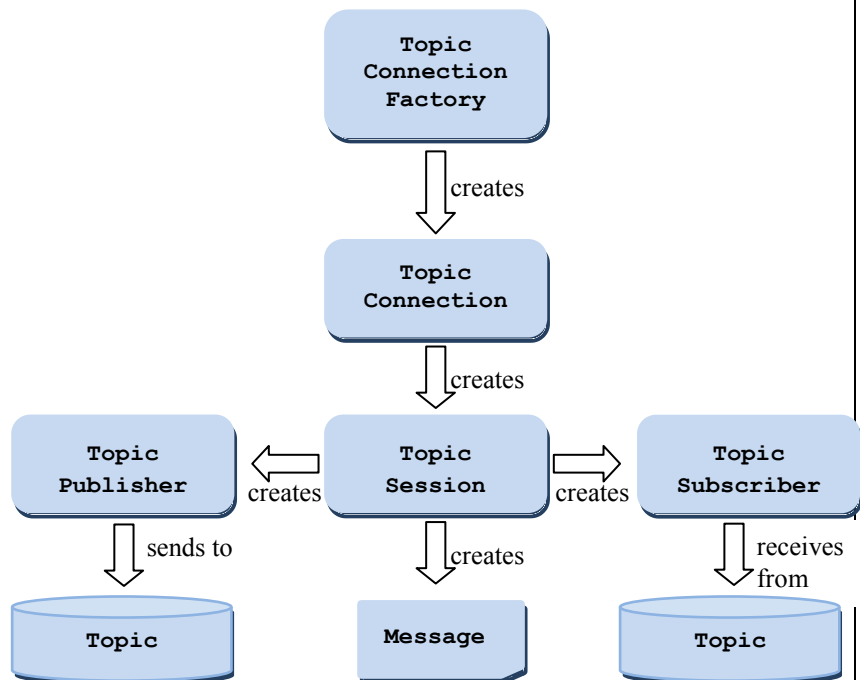 Topic
Connection
Factory
creates
Topic
Connection
creates
Topic
Publisher
creates
Topic
Session
creates
Topic
Subscriber
sends to
creates
receives
from
Topic
Message
Topic